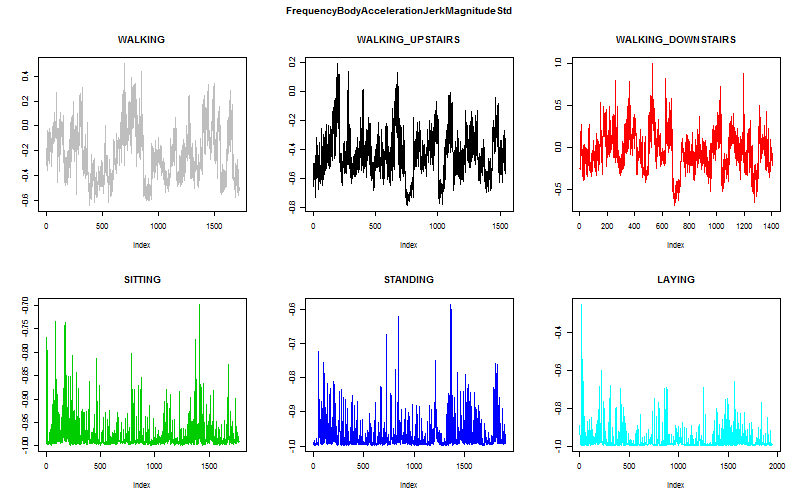 FrequencyBodyAccelerationJerkMagnitudeStd
WALKING
WALKING_UPSTAIRS
WALKING_DOWNSTAIRS
0.4
0.2
0.0
-0.2
-0.4
-0.6
0.2
0.0
-0.2
-0.4
-0.6
-0.8
1.0
0.5
0.0
-0.5
0 500 1000 1500
0 500 1000 1500
0 200 400 600 800 1000 1200 1400
Index
Index
Index
SITTING
STANDING
LAYING
-0.70
-0.75
-0.80
-0.85
-0.90
-0.95
-1.00
-0.6
-0.7
-0.8
-0.9
-1.0
-0.4
-0.6
-0.8
-1.0
0 500 1000 1500
0 500 1000 1500
0 500 1000 1500 2000
Index
Index
Index